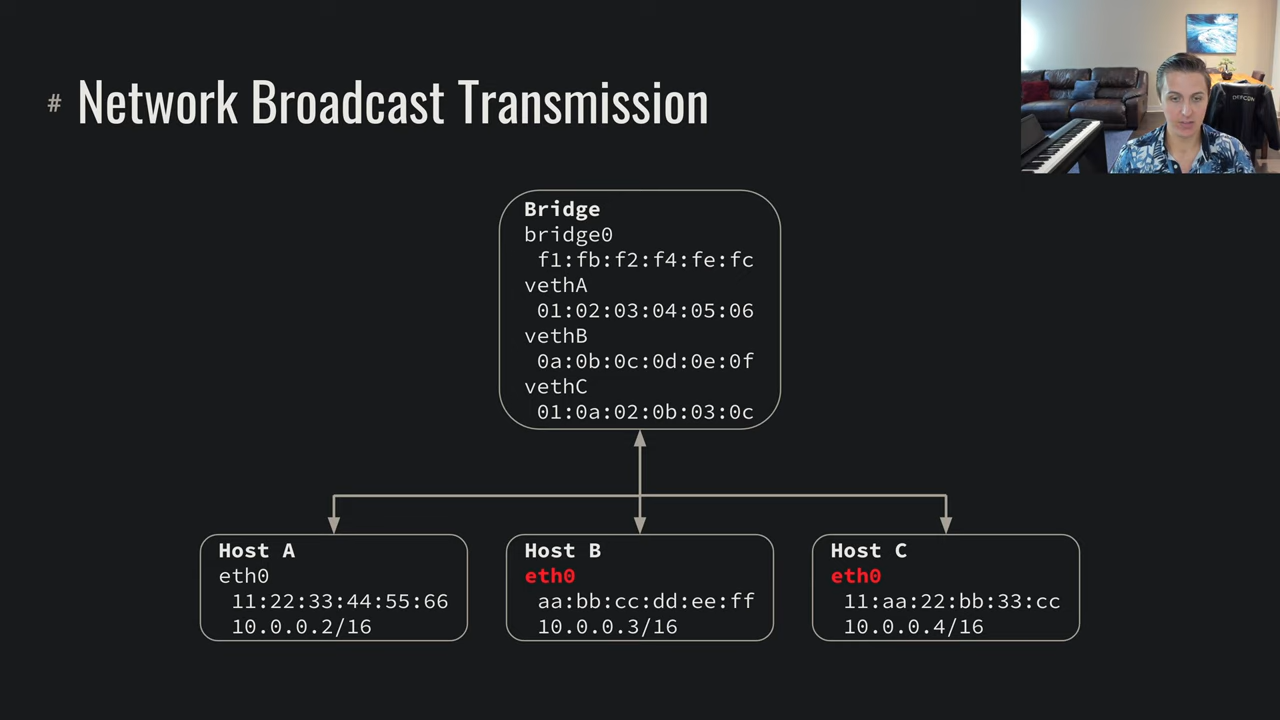 # Network Broadcast Transmission
DEFCON
Bridge
bridge0
f1:fb:f2:f4:fe:fc
vethA
01:02:03:04:05:06
vethB
0a:0b:0c:0d:0e:0f
vethC
01:0a:02:0b:03:0c
Host A
eth0
11:22:33:44:55:66
10.0.0.2/16
Host B
eth0
aa:bb:cc:dd:ee:ff
10.0.0.3/16
Host C
eth0
11:aa:22:bb:33:cc
10.0.0.4/16